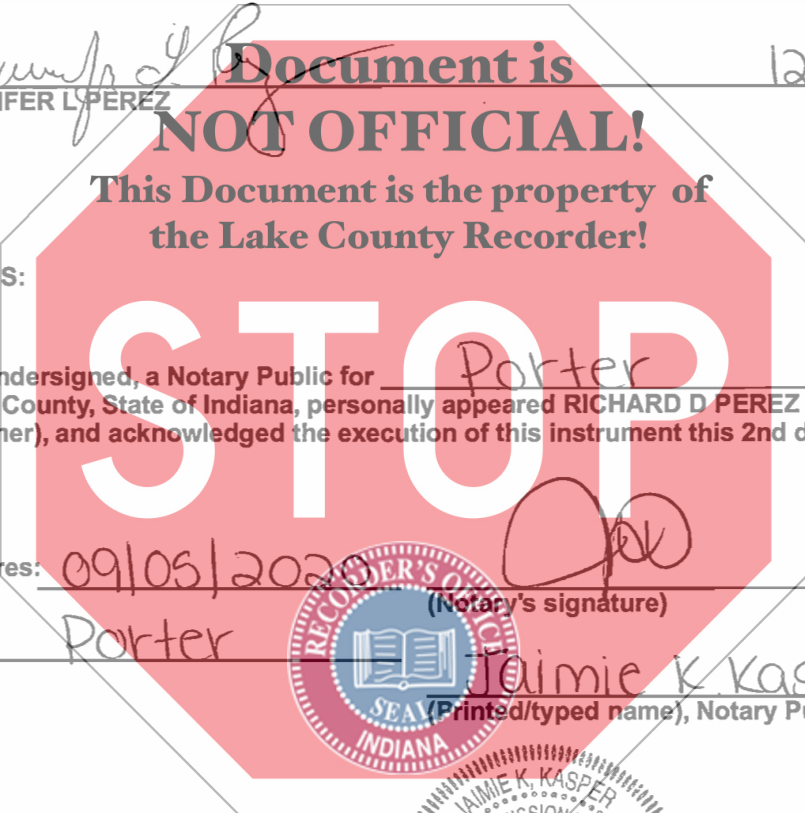 Document is
12
IFER L PEREZ
NOT OFFICIAL!
This Document is the property of
the Lake County Recorder!
S:
STOP
ndersigned, a Notary Public for Porter
County, State of Indiana, personally appeared RICHARD D PEREZ
ner), and acknowledged the execution of this instrument this 2nd d
res: 09/05/2020
(Notary's signature)
Porter
RECORDER'S OFFICE
SEAL
INDIANA
Jaimie K. Kas
(Printed/typed name), Notary Pu
JAIMIE K. KASPER